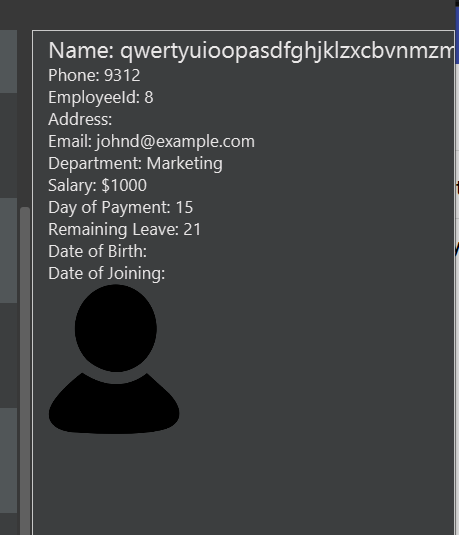 Name: qwertyuioopasdfghjklzxcbvnmzm
Phone: 9312
EmployeeId: 8
Address:
Email: johnd@example.com
Department: Marketing
Salary: $1000
Day of Payment: 15
Remaining Leave: 21
Date of Birth:
Date of Joining: